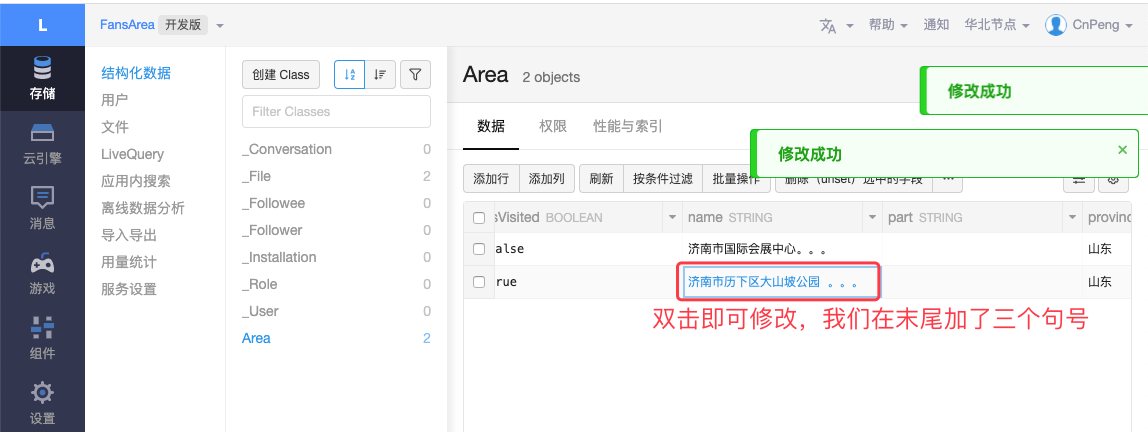 L
FansArea 开发版
帮助
通知
华北节点
CnPeng
存储
云引擎
消息
游戏
组件
设置
结构化数据
用户
文件
LiveQuery
应用内搜索
离线数据分析
导入导出
用量统计
服务设置
创建 Class
Filter Classes
_Conversation 0
_File 2
_Followee 0
_Follower 0
_Installation 0
_Role 0
_User 0
Area 2
Area 2 objects
修改成功
修改成功 ×
数据 权限 性能与索引
添加行 添加列 刷新 按条件过滤 批量操作 删除（unset）选中的字段 ...
sVisited BOOLEAN name STRING part STRING provinc
alse 济南市国际会展中心。。。 山东
rue 济南市历下区大山坡公园 。。。 山东
双击即可修改，我们在末尾加了三个句号